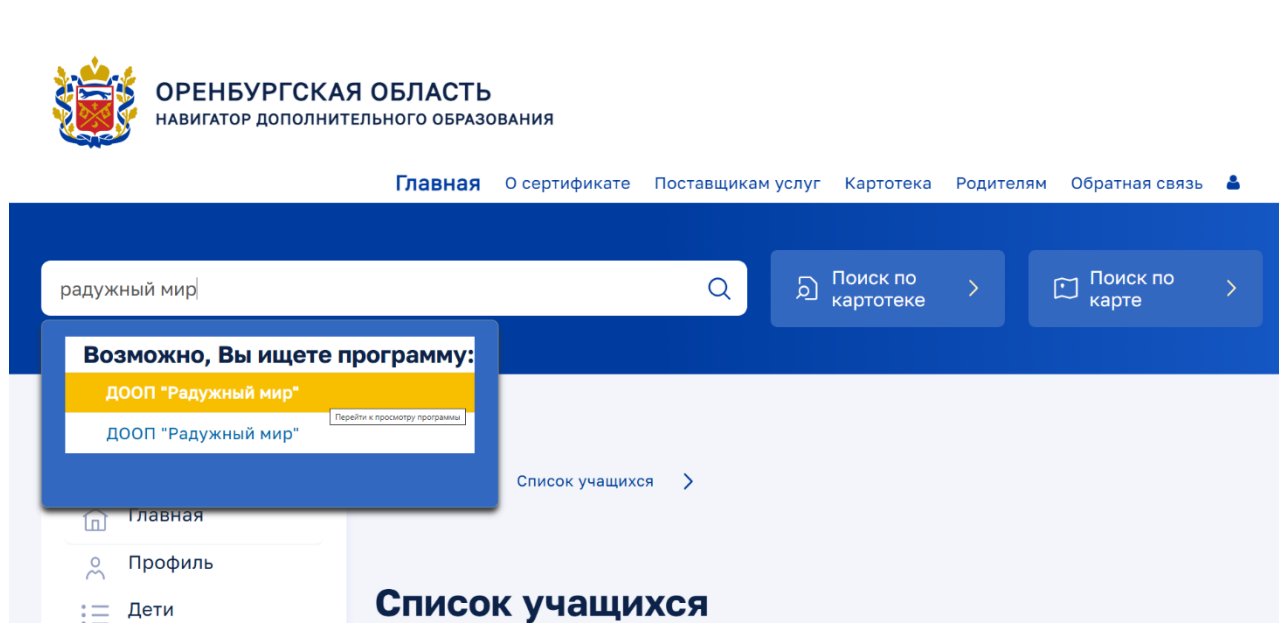 ОРЕНБУРГСКАЯ ОБЛАСТЬ
НАВИГАТОР ДОПОЛНИТЕЛЬНОГО ОБРАЗОВАНИЯ
Главная О сертификате Поставщикам услуг Картотека Родителям Обратная связь
радужный мир
Поиск по
картотеке
Поиск по
карте
Возможно, Вы ищете программу:
ДООП "Радужный мир"
Перейти к просмотру программы
ДООП "Радужный мир"
Список учащихся
Главная
Профиль
Дети
Список учащихся